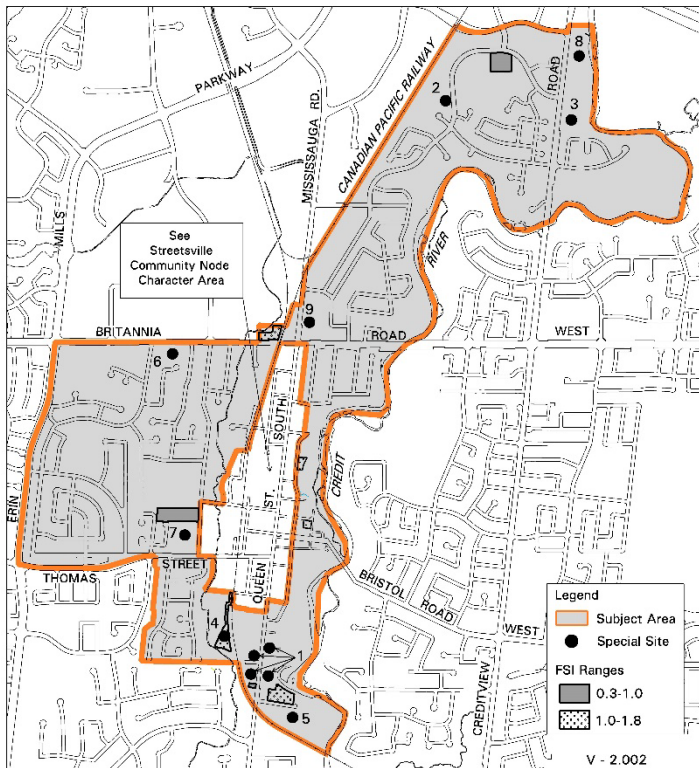 PARKWAY
MISSISSAUGA RD.
CANADIAN PACIFIC RAILWAY
ROAD
8
2
3
MILLS
See
Streetsville
Community Node
Character Area
RIVER
9
BRITANNIA
ROAD
WEST
6
SOUTH
CREDIT
ST.
ERIN
7
THOMAS
STREET
QUEEN
BRISTOL
ROAD
WEST
4
1
5
CREDITVIEW
Legend
Subject Area
Special Site
FSI Ranges
0.3-1.0
1.0-1.8
V - 2.002